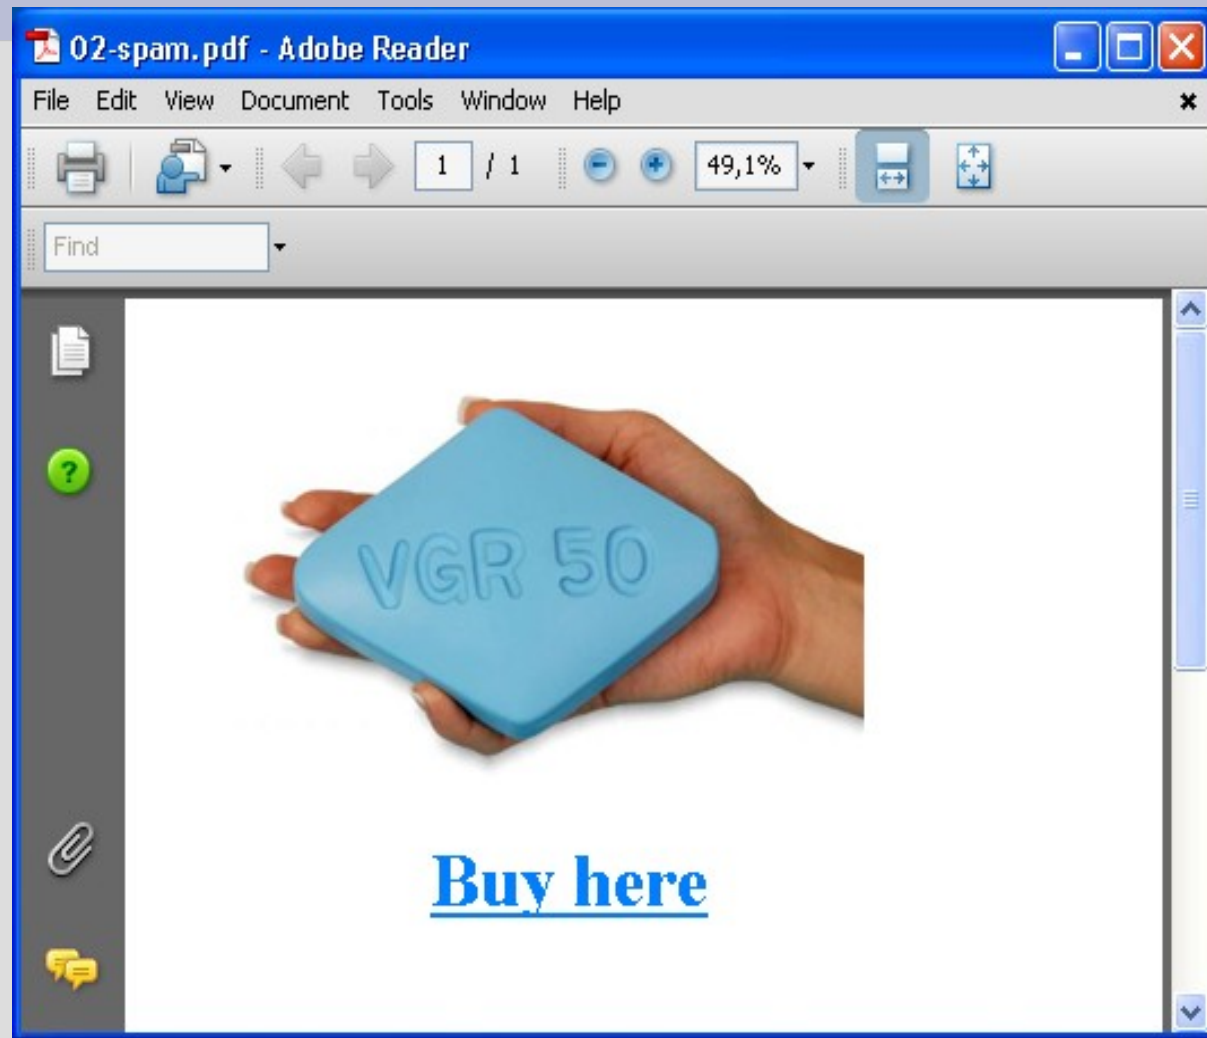 02-spam.pdf - Adobe Reader
File Edit View Document Tools Window Help
1 / 1 49,1%
Find
VGR 50
Buy here